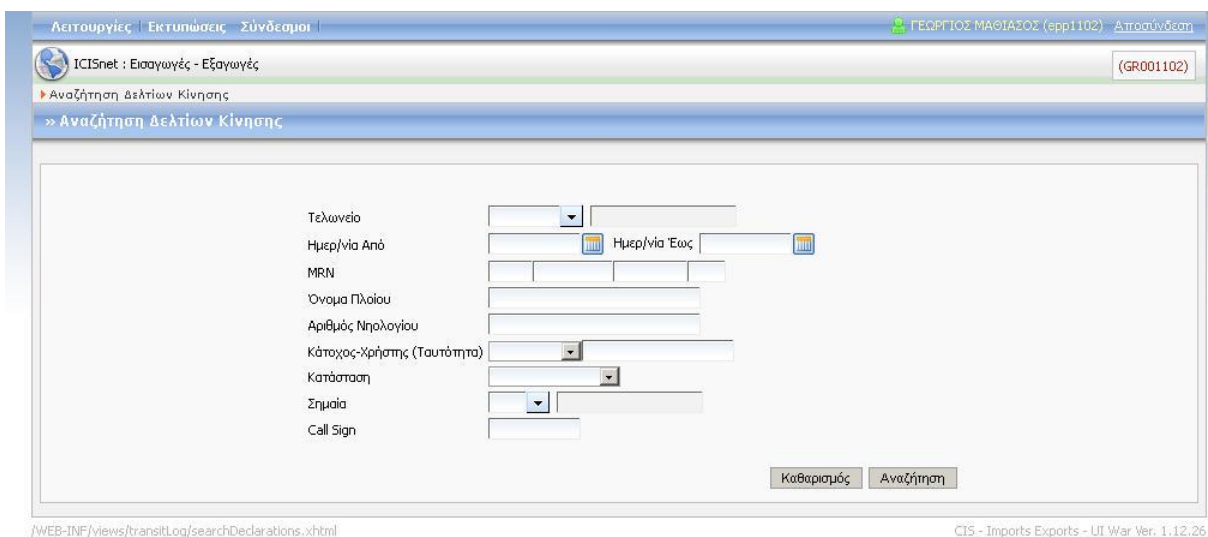 Λειτουργίες | Εκτυπώσεις Σύνδεσμοι | ΓΕΩΡΓΙΟΣ ΜΑΘΙΑΣΟΣ (epp1102) Αποσύνδεση
ICISnet : Εισαγωγές - Εξαγωγές (GR001102)
Αναζήτηση Δελτίων Κίνησης
» Αναζήτηση Δελτίων Κίνησης
Τελωνείο
Ημερ/νία Από Ημερ/νία Έως
MRN
Όνομα Πλοίου
Αριθμός Νηολογίου
Κάτοχος-Χρήστης (Ταυτότητα)
Κατάσταση
Σημαία
Call Sign
Καθαρισμός Αναζήτηση
/WEB-INF/views/transitLog/searchDeclarations.xhtml CIS - Imports Exports - UI War Ver. 1.12.26